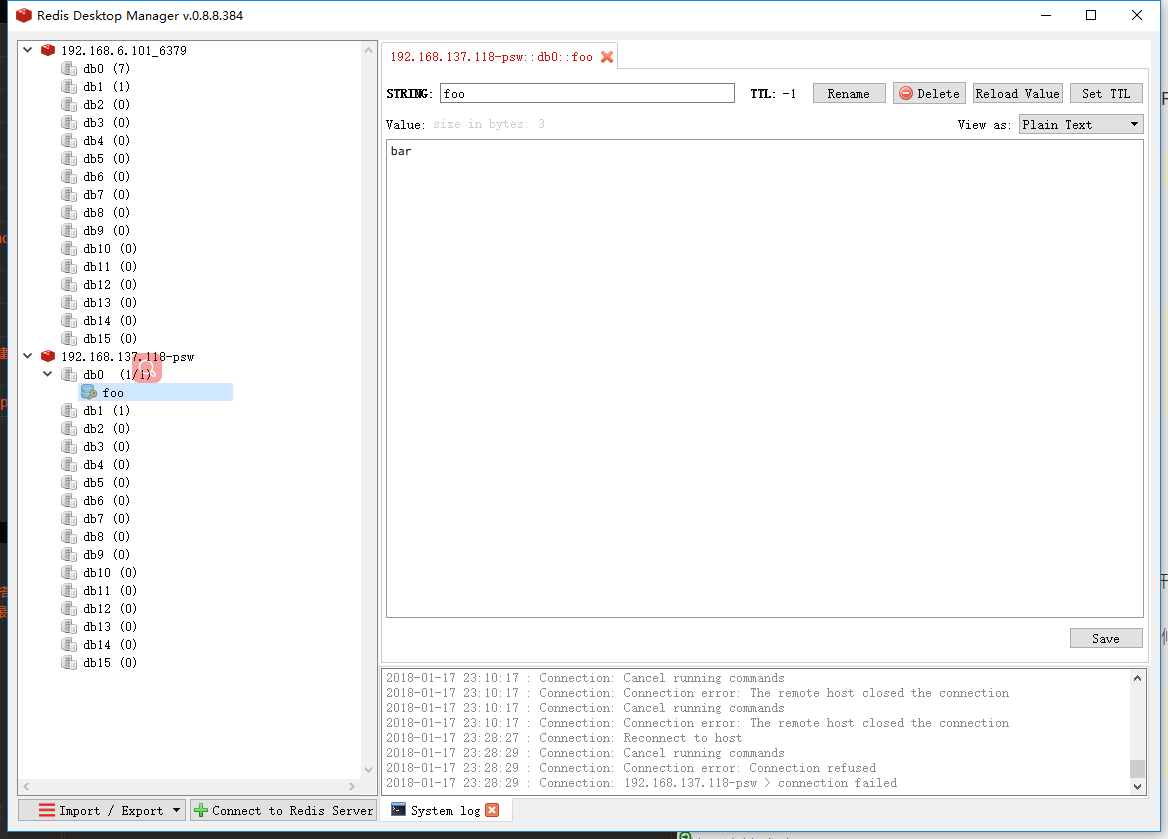 Redis Desktop Manager v.0.8.8.384
192.168.6.101_6379
db0 (7)
db1 (1)
db2 (0)
db3 (0)
db4 (0)
db5 (0)
db6 (0)
db7 (0)
db8 (0)
db9 (0)
db10 (0)
db11 (0)
db12 (0)
db13 (0)
db14 (0)
db15 (0)
192.168.137.118-psw
db0 (1/1)
foo
db1 (1)
db2 (0)
db3 (0)
db4 (0)
db5 (0)
db6 (0)
db7 (0)
db8 (0)
db9 (0)
db10 (0)
db11 (0)
db12 (0)
db13 (0)
db14 (0)
db15 (0)
Import / Export
Connect to Redis Server
192.168.137.118-psw::db0::foo
STRING: foo TTL: -1 Rename Delete Reload Value Set TTL
Value: size in bytes: 3 View as: Plain Text
bar
Save
2018-01-17 23:10:17 : Connection: Cancel running commands
2018-01-17 23:10:17 : Connection: Connection error: The remote host closed the connection
2018-01-17 23:10:17 : Connection: Cancel running commands
2018-01-17 23:10:17 : Connection: Connection error: The remote host closed the connection
2018-01-17 23:28:27 : Connection: Reconnect to host
2018-01-17 23:28:29 : Connection: Cancel running commands
2018-01-17 23:28:29 : Connection: Connection error: Connection refused
2018-01-17 23:28:29 : Connection: 192.168.137.118-psw > connection failed
System log